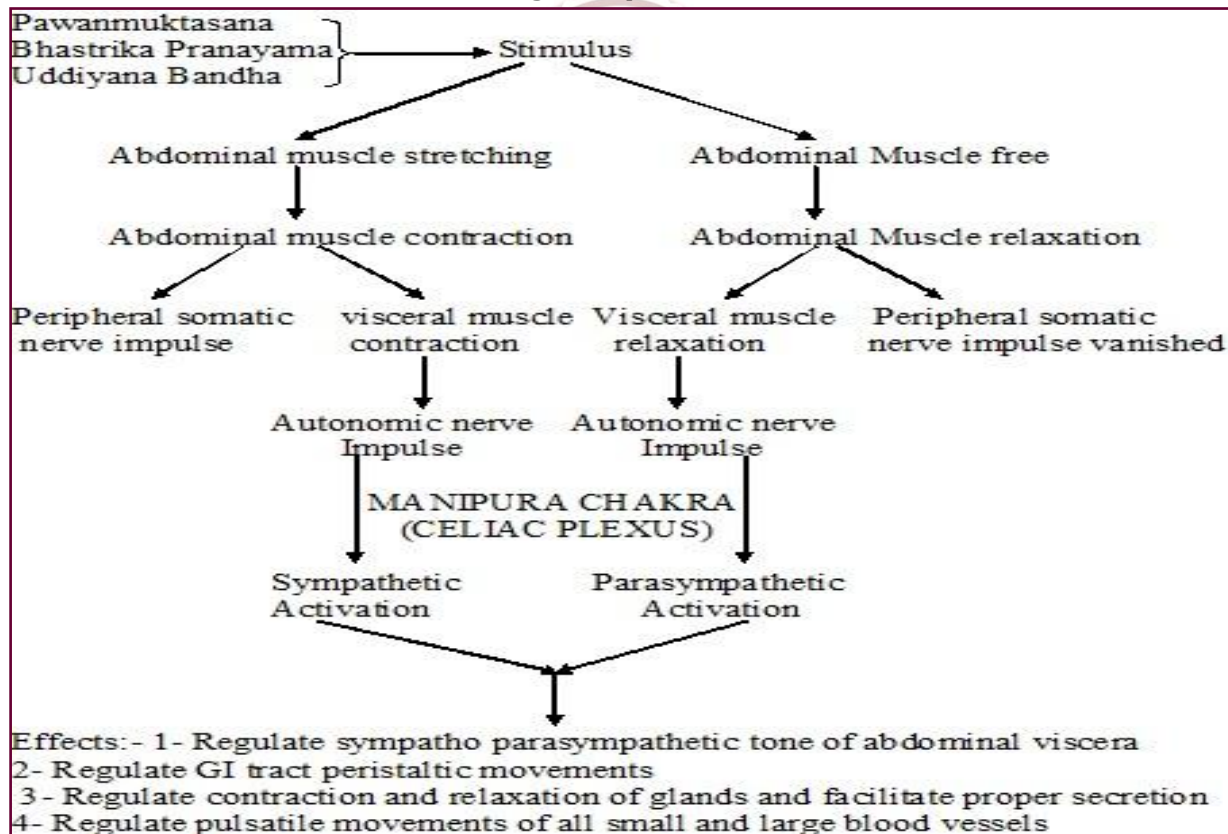 Pawanmuktasana
Bhastrika Pranayama
Uddiyana Bandha
Stimulus
Abdominal muscle stretching
Abdominal Muscle free
Abdominal muscle contraction
Abdominal Muscle relaxation
Peripheral somatic
nerve impulse
visceral muscle
contraction
Visceral muscle
relaxation
Peripheral somatic
nerve impulse vanished
Autonomic nerve
Impulse
Autonomic nerve
Impulse
MANIPURA CHAKRA
(CELIAC PLEXUS)
Sympathetic
Activation
Parasympathetic
Activation
Effects:- 1- Regulate sympatho parasympathetic tone of abdominal viscera
2- Regulate GI tract peristaltic movements
3- Regulate contraction and relaxation of glands and facilitate proper secretion
4- Regulate pulsatile movements of all small and large blood vessels